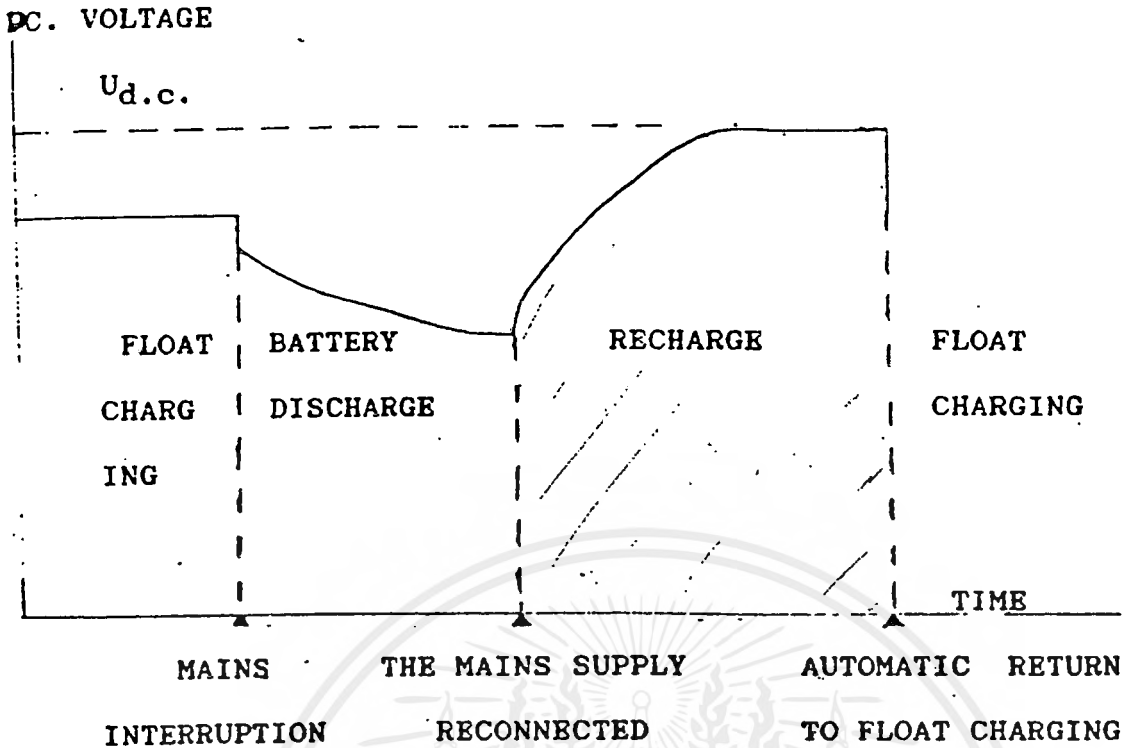 DC. VOLTAGE
Ud.c.
FLOAT BATTERY RECHARGE FLOAT
CHARG DISCHARGE CHARGING
ING
TIME
MAINS THE MAINS SUPPLY AUTOMATIC RETURN
INTERRUPTION RECONNECTED TO FLOAT CHARGING